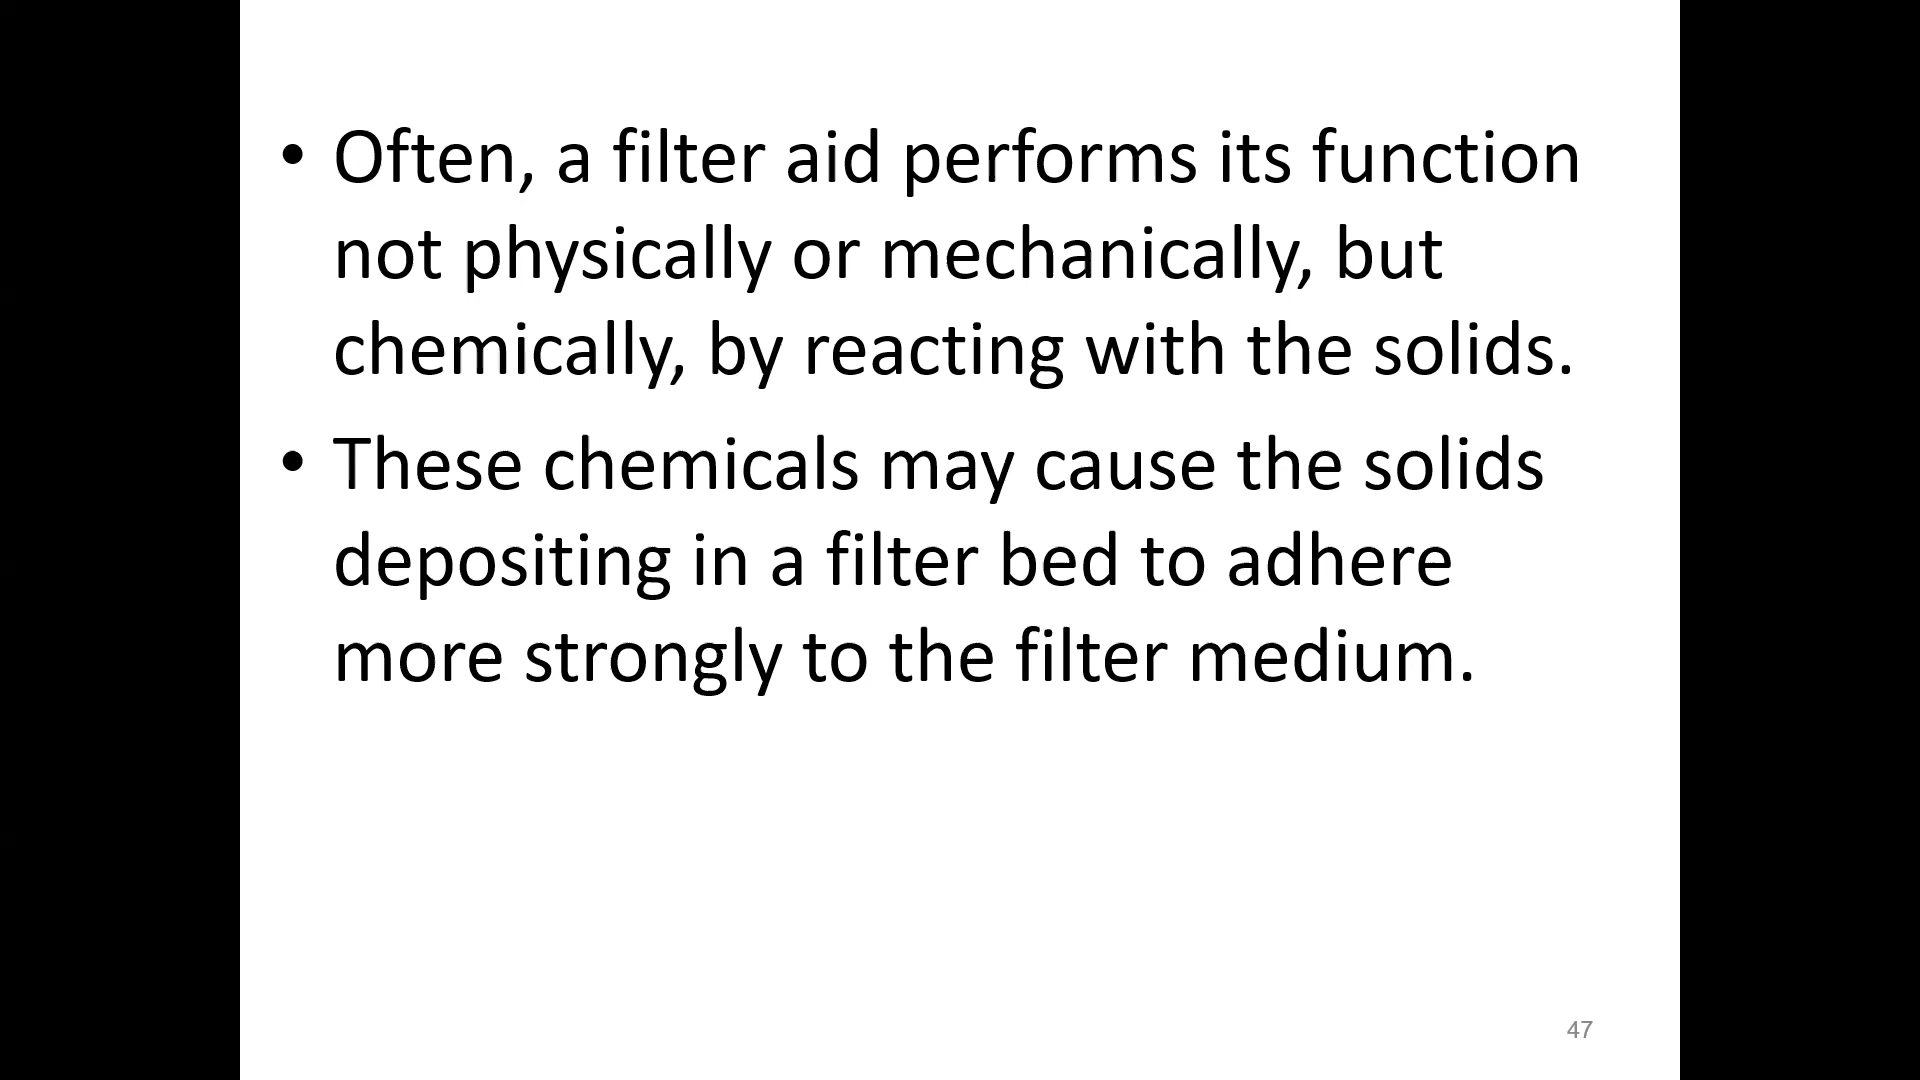 • Often, a filter aid performs its function
not physically or mechanically, but
chemically, by reacting with the solids.
• These chemicals may cause the solids
depositing in a filter bed to adhere
more strongly to the filter medium.
47